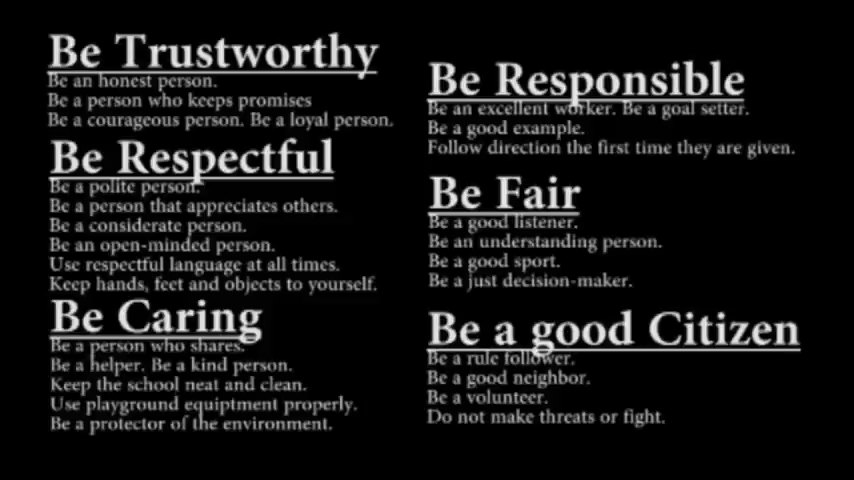 Be Trustworthy
Be an honest person.
Be a person who keeps promises
Be a courageous person. Be a loyal person.
Be Respectful
Be a polite person.
Be a person that appreciates others.
Be a considerate person.
Be an open-minded person.
Use respectful language at all times.
Keep hands, feet and objects to yourself.
Be Caring
Be a person who shares.
Be a helper. Be a kind person.
Keep the school neat and clean.
Use playground equiptment properly.
Be a protector of the environment.
Be Responsible
Be an excellent worker. Be a goal setter.
Be a good example.
Follow direction the first time they are given.
Be Fair
Be a good listener.
Be an understanding person.
Be a good sport.
Be a just decision-maker.
Be a good Citizen
Be a rule follower.
Be a good neighbor.
Be a volunteer.
Do not make threats or fight.